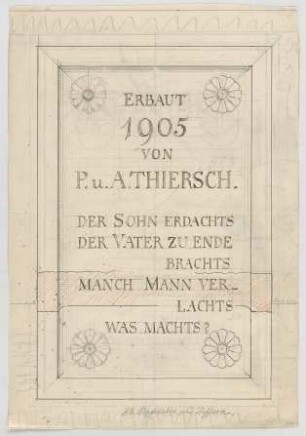 ERBAUT
1905
VON
P. u. A. THIERSCH.
DER SOHN ERDACHTS
DER VATER ZU ENDE
BRACHTS
MANCH MANN VER-
LACHTS
WAS MACHTS?